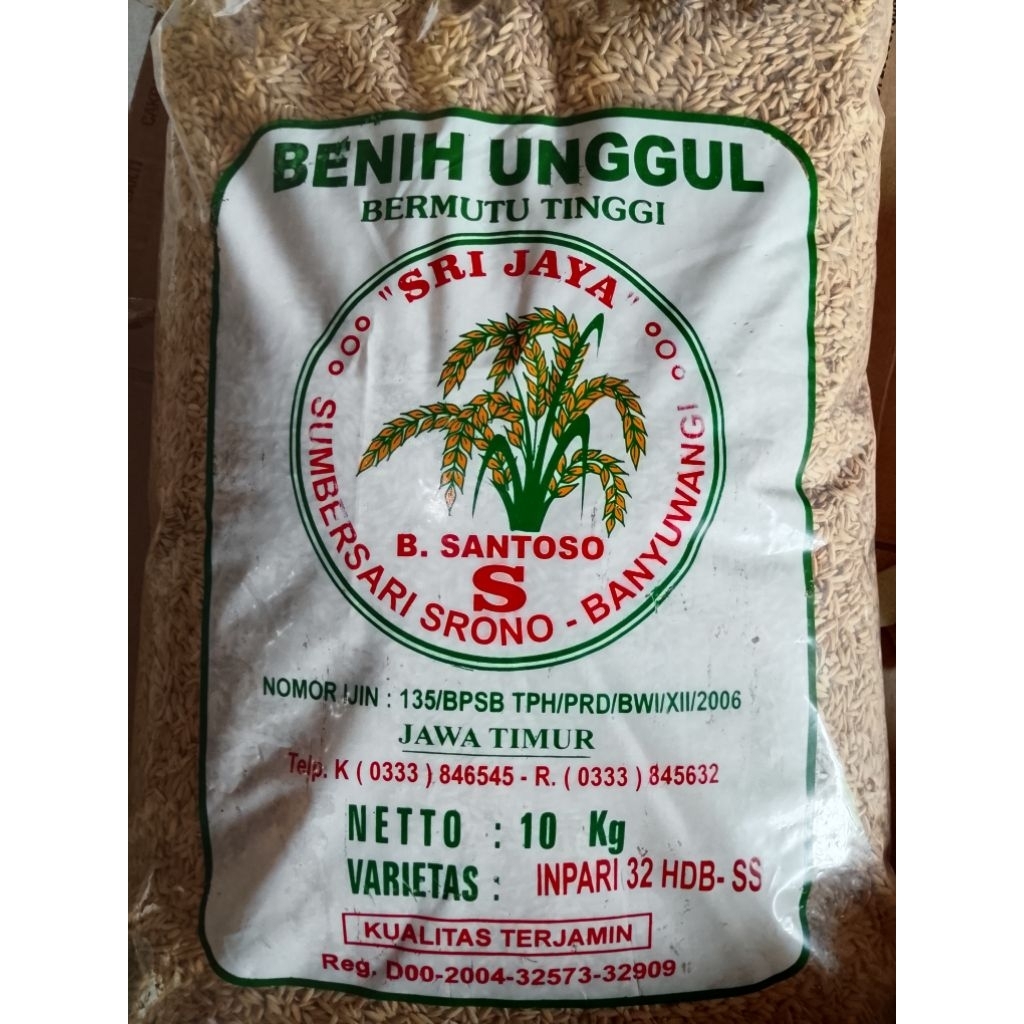 BENIH UNGGUL
BERMUTU TINGGI
"SRI JAYA"
B. SANTOSO
S
SUMBERSARI SRONO - BANYUWANGI
NOMOR IJIN : 135/BPSB TPH/PRD/BWI/XII/2006
JAWA TIMUR
Telp. K ( 0333 ) 846545 - R. ( 0333 ) 845632
NETTO : 10 Kg
VARIETAS : INPARI 32 HDB- SS
KUALITAS TERJAMIN
Reg. D00-2004-32573-32909